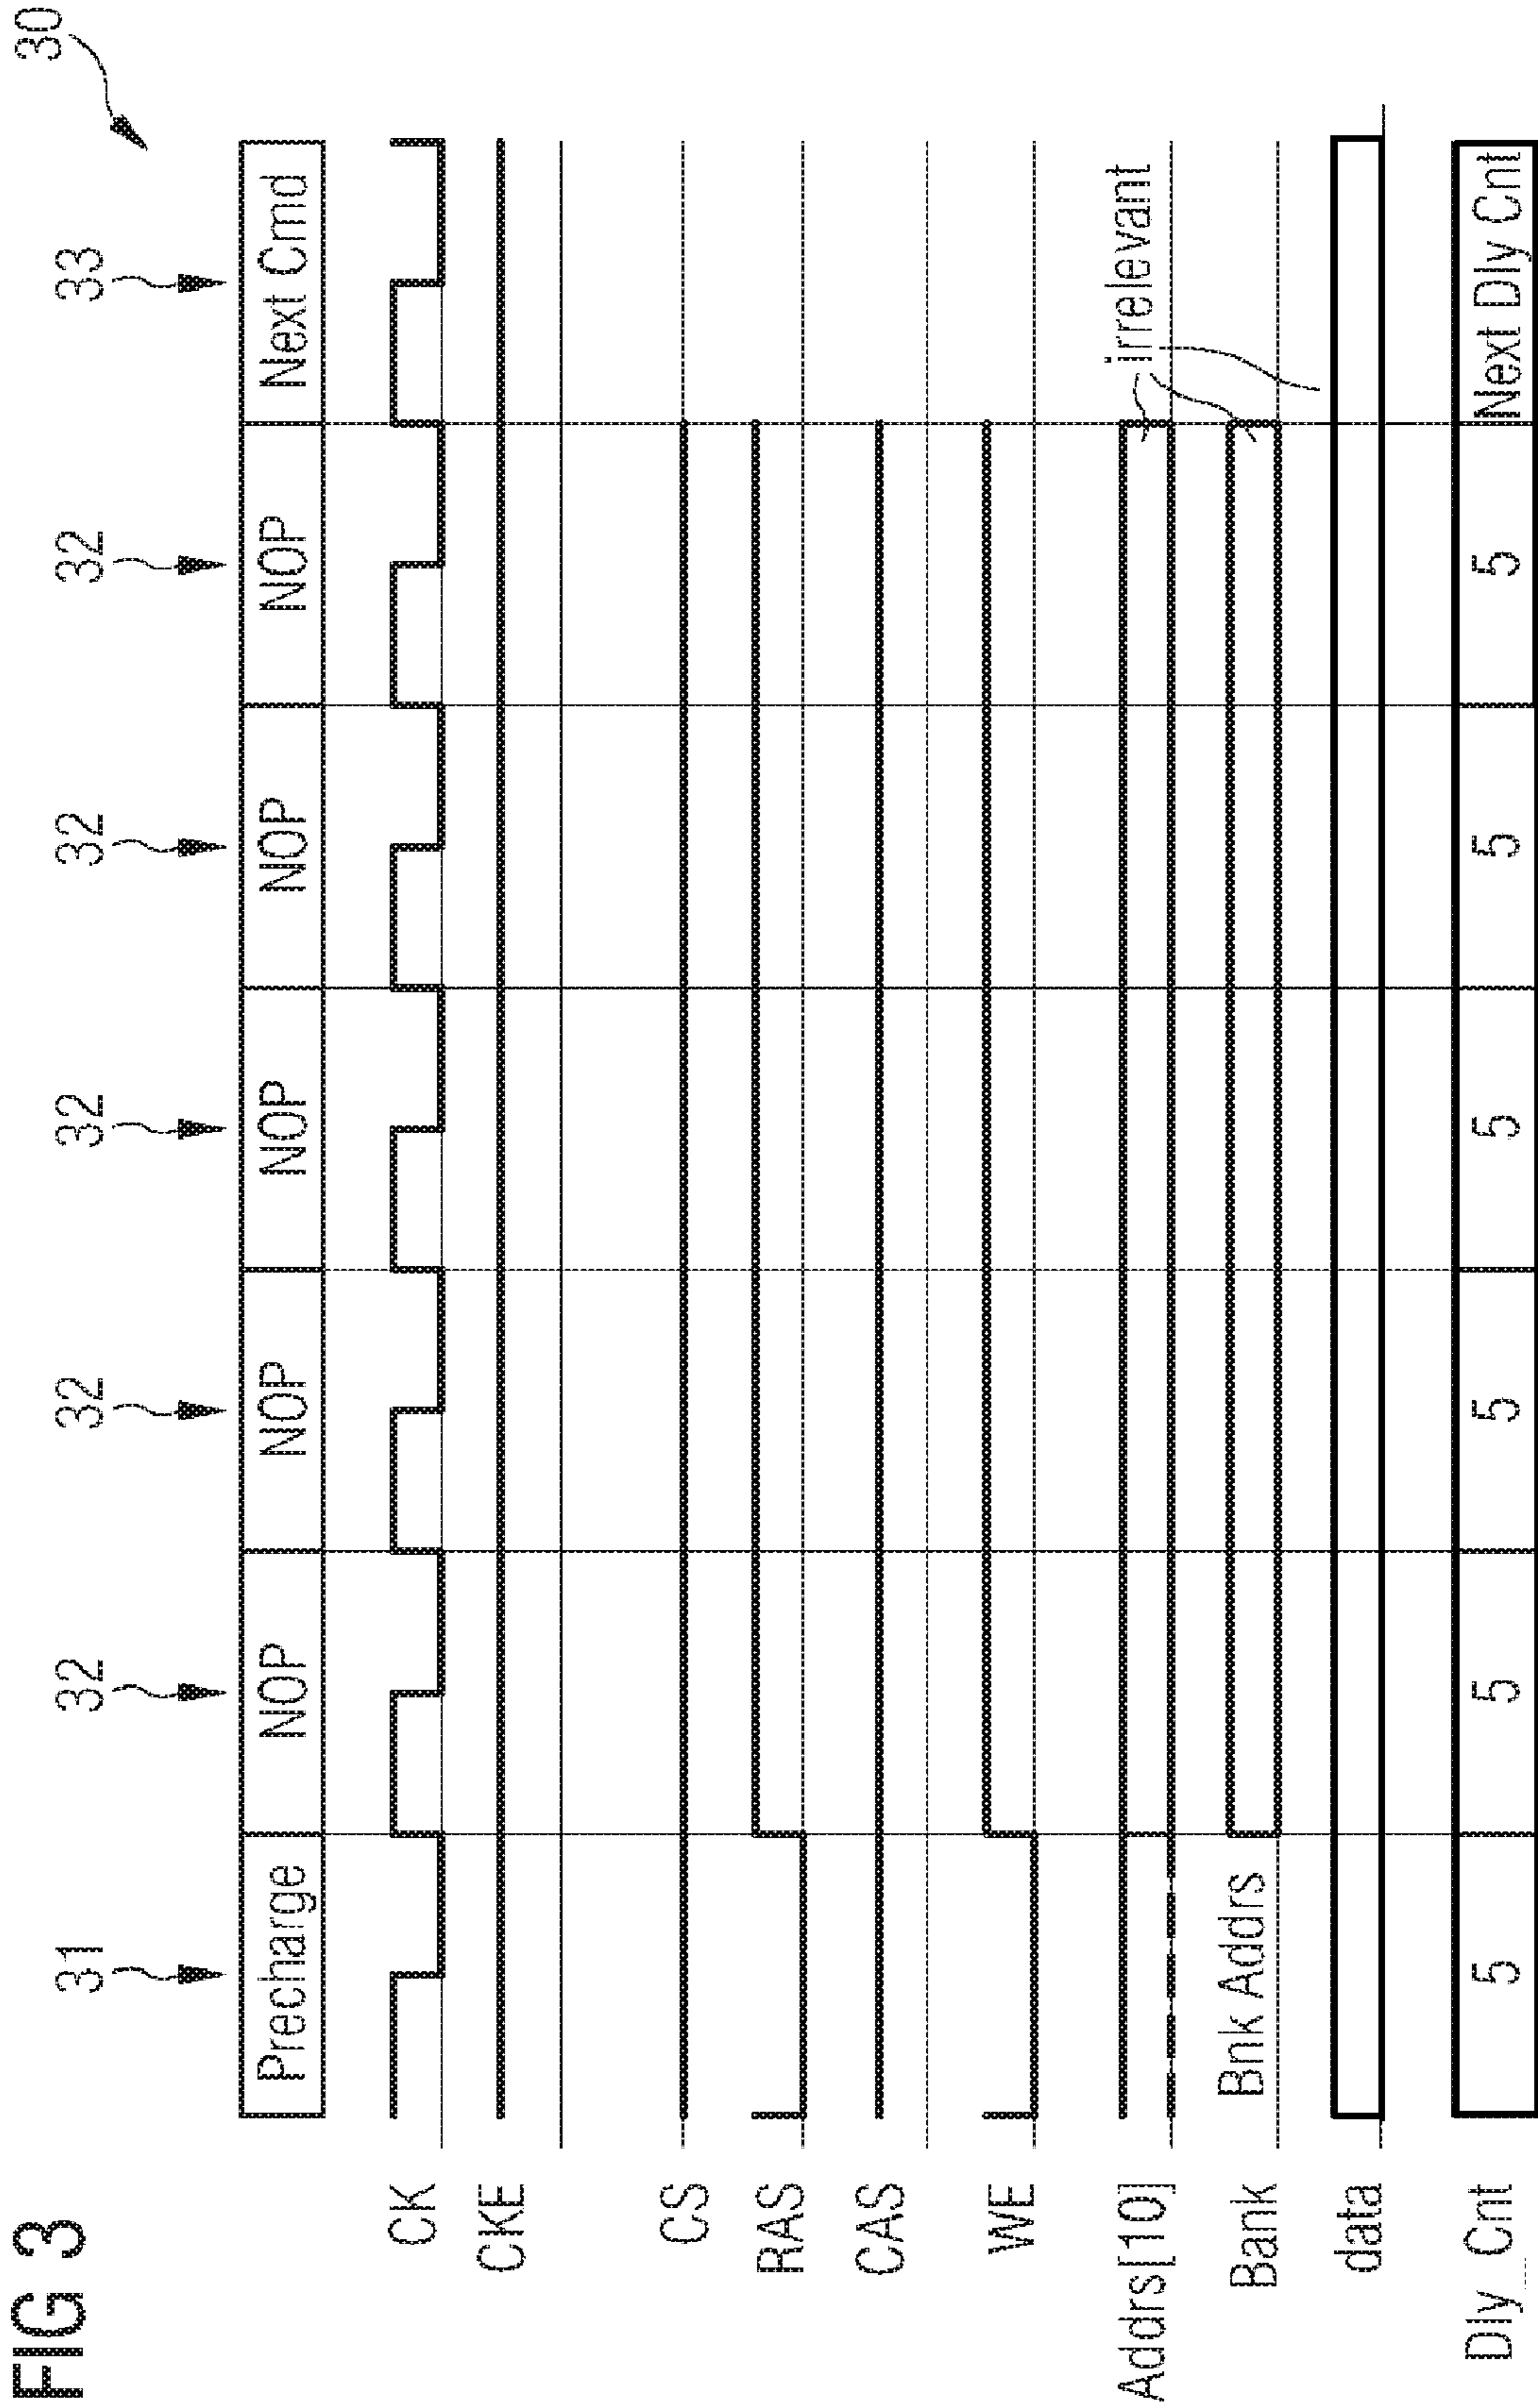 FIG 3
30
31 32 32 32 32 32 33
Precharge NOP NOP NOP NOP NOP Next Cmd
CK
CKE
CS
RAS
CAS
WE
Addrs[10]
irrelevant
Bank Bnk Addrs
data
Dly_Cnt 5 5 5 5 5 5 Next Dly Cnt